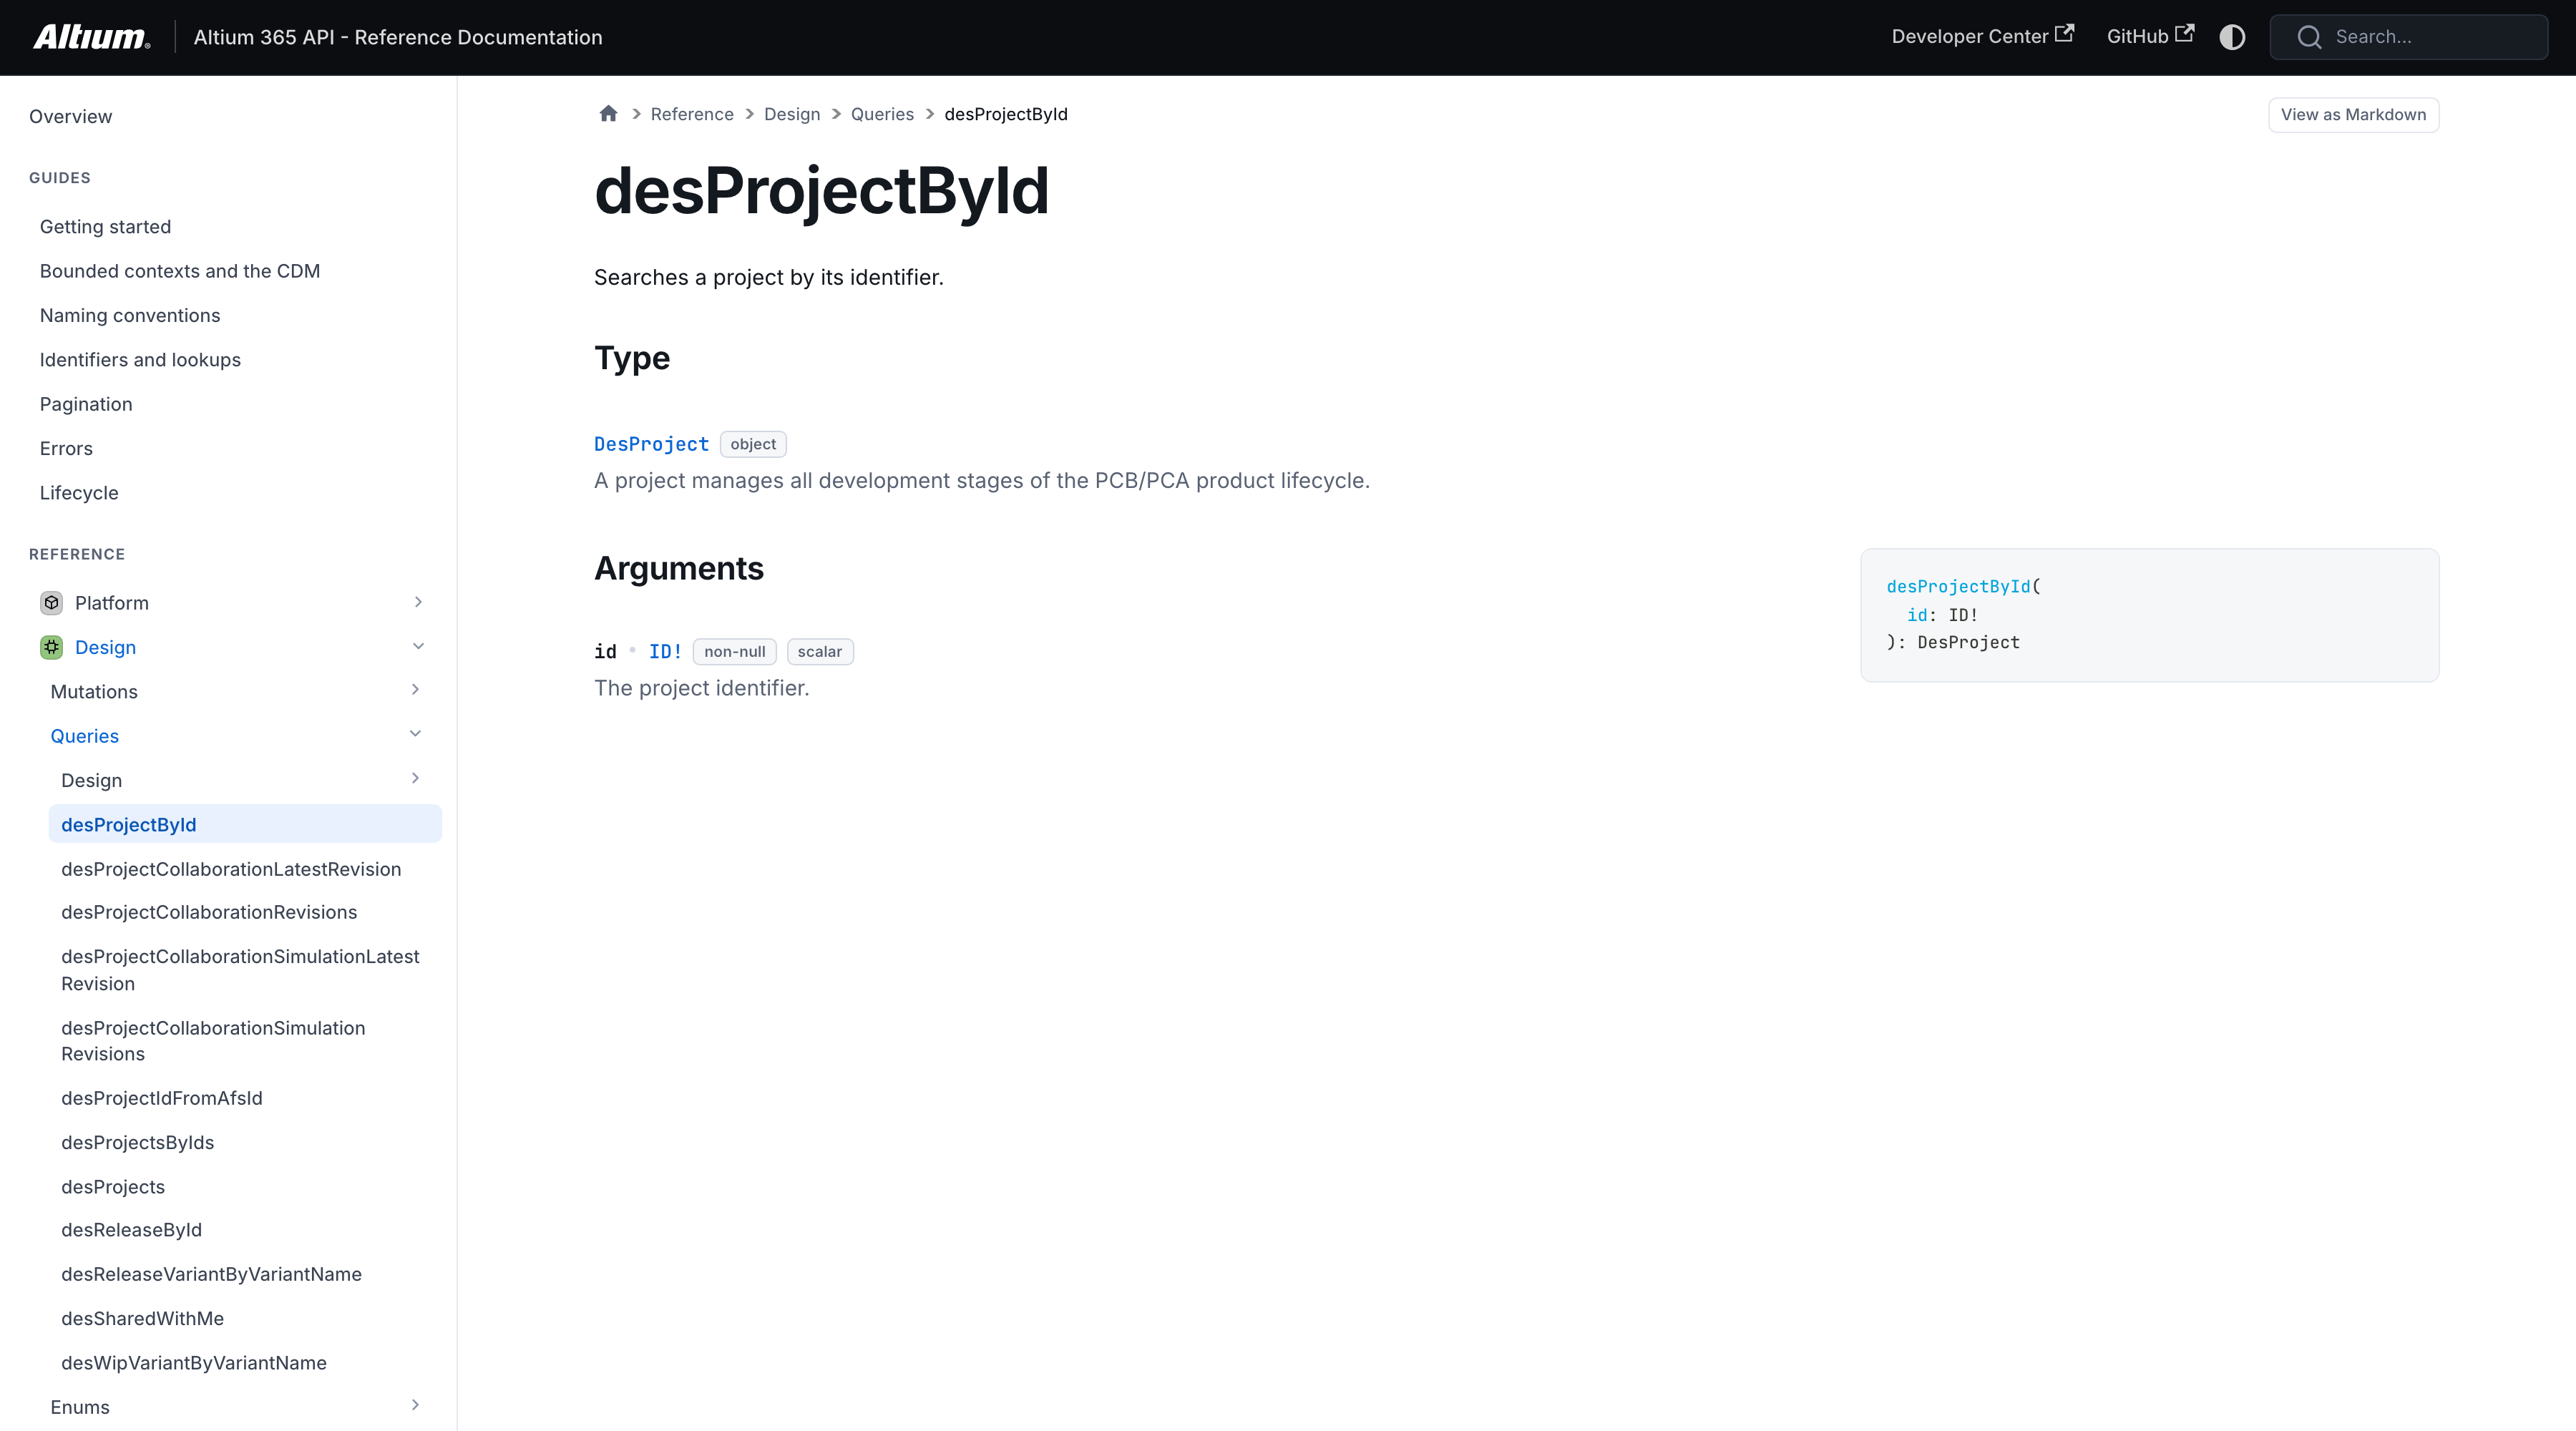 Altium® Altium 365 API - Reference Documentation Developer Center GitHub Search...
Overview
GUIDES
Getting started
Bounded contexts and the CDM
Naming conventions
Identifiers and lookups
Pagination
Errors
Lifecycle
REFERENCE
Platform
Design
Mutations
Queries
Design
desProjectById
desProjectCollaborationLatestRevision
desProjectCollaborationRevisions
desProjectCollaborationSimulationLatest
Revision
desProjectCollaborationSimulation
Revisions
desProjectIdFromAfsId
desProjectsByIds
desProjects
desReleaseById
desReleaseVariantByVariantName
desSharedWithMe
desWipVariantByVariantName
Enums
Reference > Design > Queries > desProjectById
View as Markdown
desProjectById
Searches a project by its identifier.
Type
DesProject object
A project manages all development stages of the PCB/PCA product lifecycle.
Arguments
id • ID! non-null scalar
The project identifier.
desProjectById(
id: ID!
): DesProject